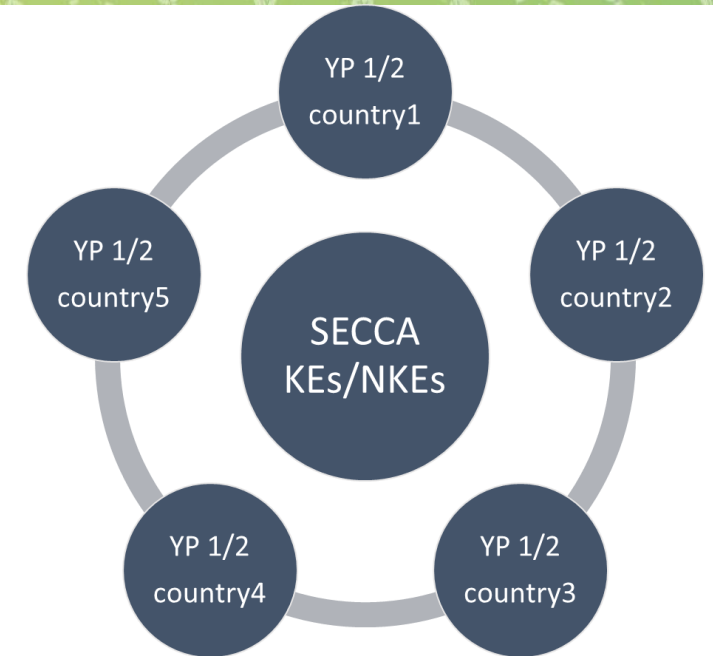 YP 1/2
country1
YP 1/2
country2
YP 1/2
country3
YP 1/2
country4
YP 1/2
country5
SECCA
KEs/NKEs